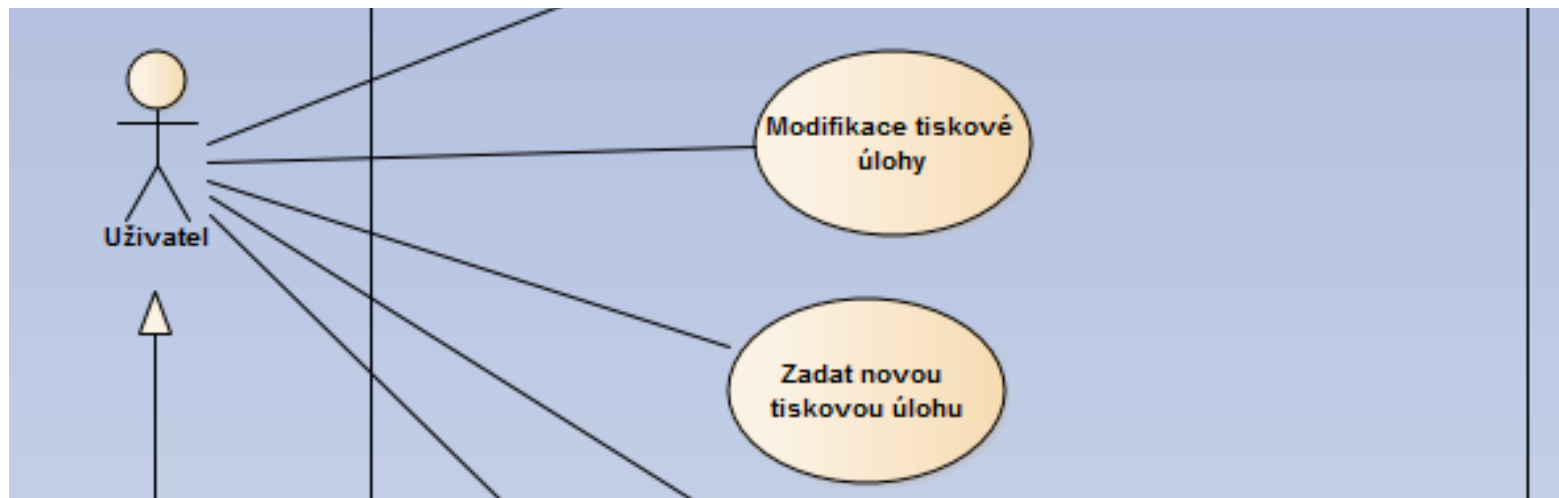 Modifikace tiskové
úlohy
Uživatel
Zadat novou
tiskovou úlohu